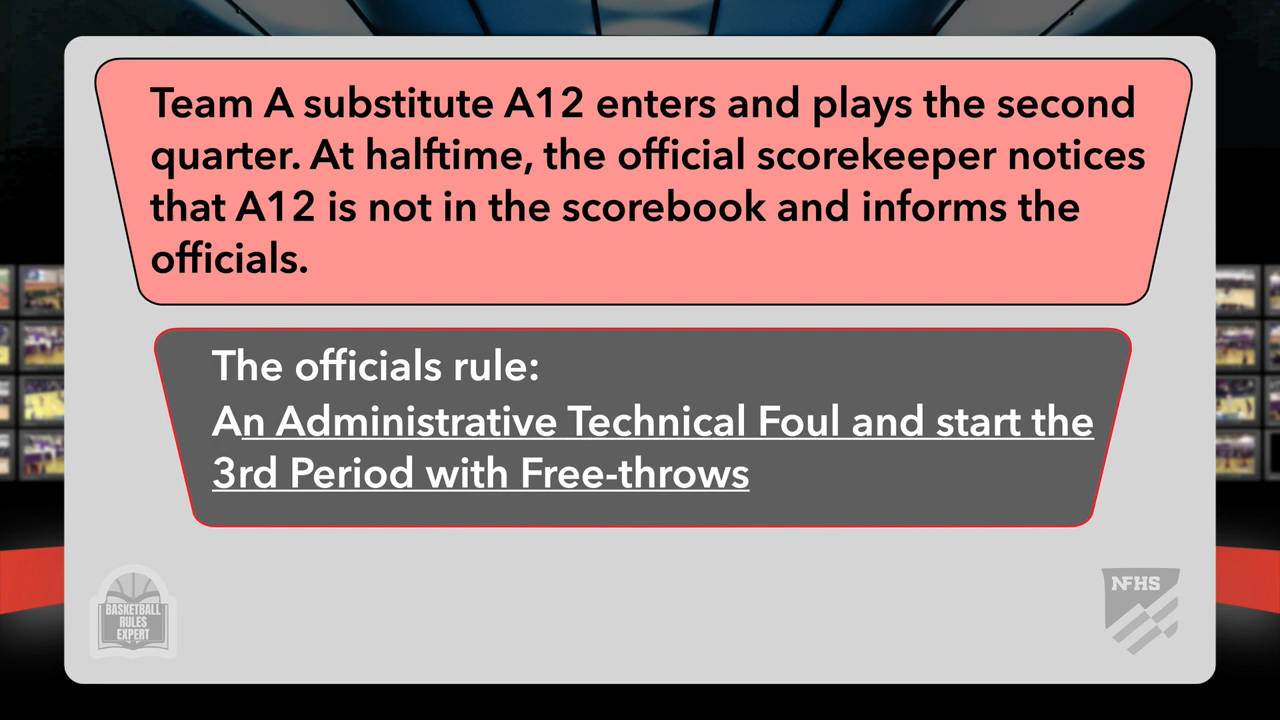 Team A substitute A12 enters and plays the second
quarter. At halftime, the official scorekeeper notices
that A12 is not in the scorebook and informs the
officials.
The officials rule:
An Administrative Technical Foul and start the
3rd Period with Free-throws
BASKETBALL
RULES
EXPERT
NFHS